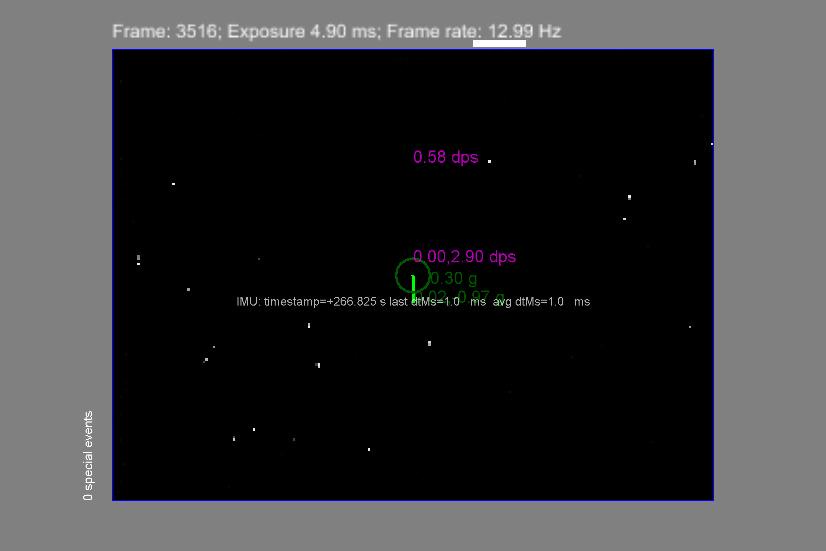 Frame: 3516; Exposure 4.90 ms; Frame rate: 12.99 Hz
0.58 dps
0.00,2.90 dps
0.30 g
0.97 g
IMU: timestamp=+266.825 s last dtMs=1.0 ms avg dtMs=1.0 ms
0 special events